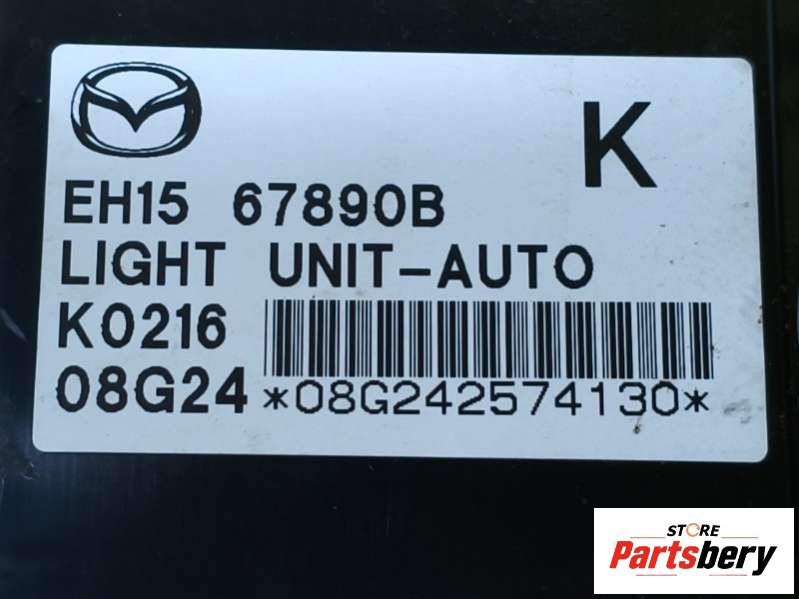 K
EH15 67890B
LIGHT UNIT-AUTO
K0216
08G24 *08G242574130*
STORE
Partsbery